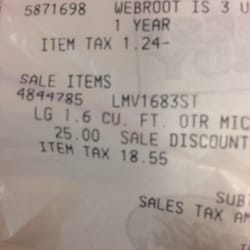 5871698 WEBROOT IS 3 U
1 YEAR
ITEM TAX 1.24-
SALE ITEMS
4844785 LMV1683ST
LG 1.6 CU. FT. OTR MIC
25.00 SALE DISCOUNT
ITEM TAX 18.55
SUBT
SALES TAX AM